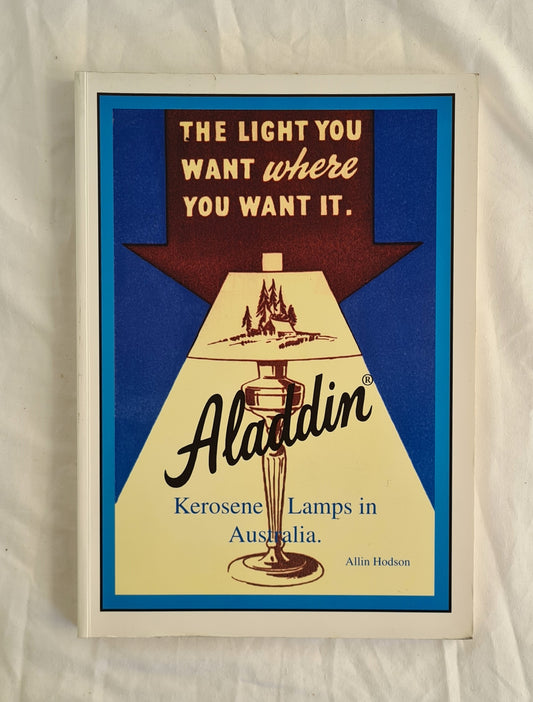 THE LIGHT YOU
WANT where
YOU WANT IT.
Aladdin®
Kerosene Lamps in
Australia.
Allin Hodson